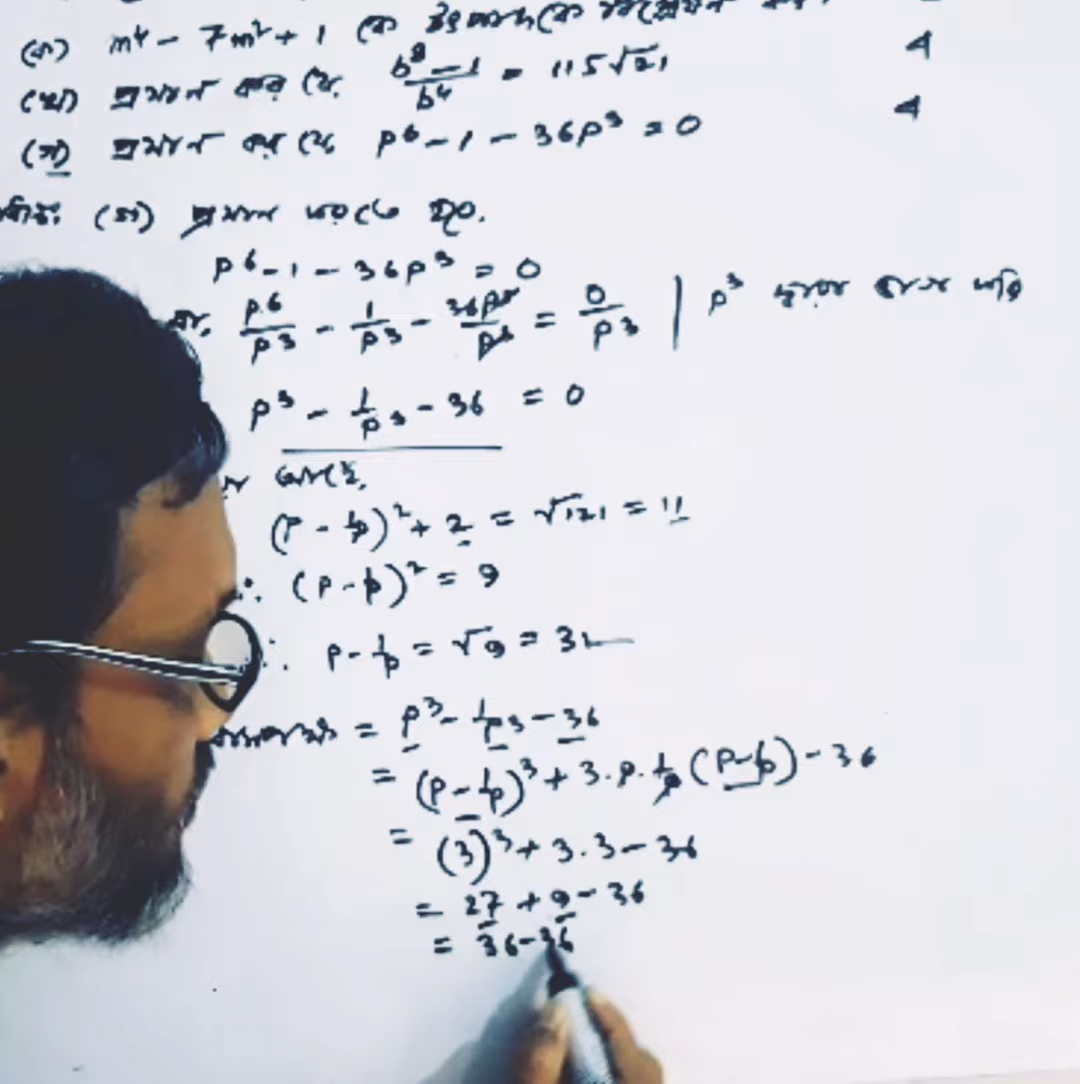 (ক) m⁴ - 7m² + 1 কে উৎপাদকে বিশ্লেষণ কর।
(খ) প্রমাণ কর যে, b⁸ - 1 / b⁴ = 115√21 4
(গ) প্রমাণ কর যে p⁶ - 1 - 36p³ = 0 4
(গ) প্রমাণ করতে হবে,
p⁶ - 1 - 36p³ = 0
বা, p⁶/p³ - 1/p³ - 36p³/p³ = 0/p³ | p³ দ্বারা ভাগ করি
p³ - 1/p³ - 36 = 0
(p - 1/p)² + 2 = √121 = 11
∴ (p - 1/p)² = 9
∴ p - 1/p = √9 = 3
= p³ - 1/p³ - 36
= (p - 1/p)³ + 3.p.1/p (p - 1/p) - 36
= (3)³ + 3.3 - 36
= 27 + 9 - 36
= 36 - 36